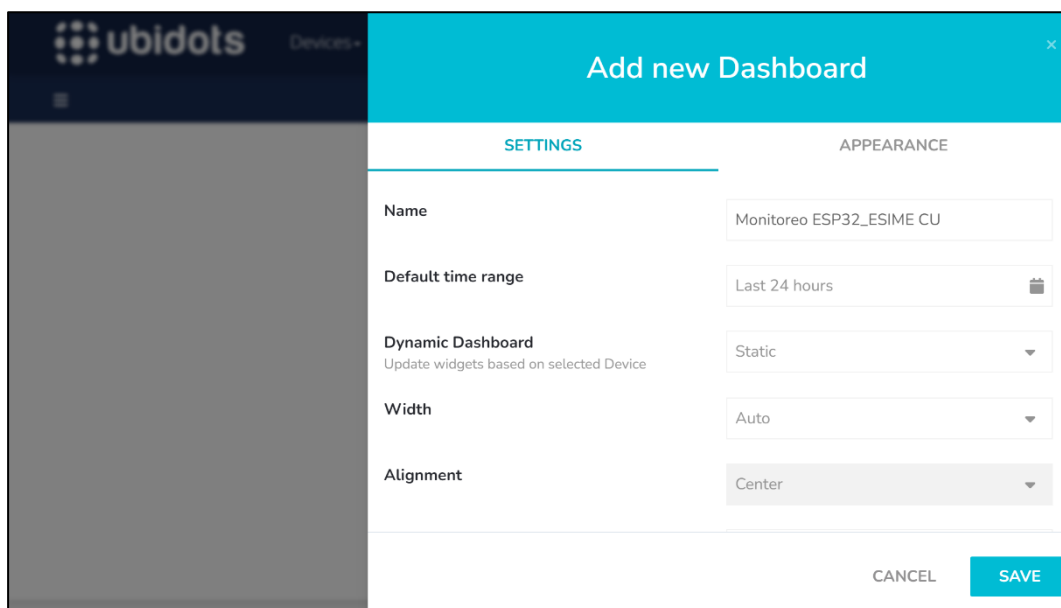 ubidots
Devices
Add new Dashboard
×
SETTINGS
APPEARANCE
Name
Monitoreo ESP32_ESIME CU
Default time range
Last 24 hours
Dynamic Dashboard
Update widgets based on selected Device
Static
Width
Auto
Alignment
Center
CANCEL
SAVE